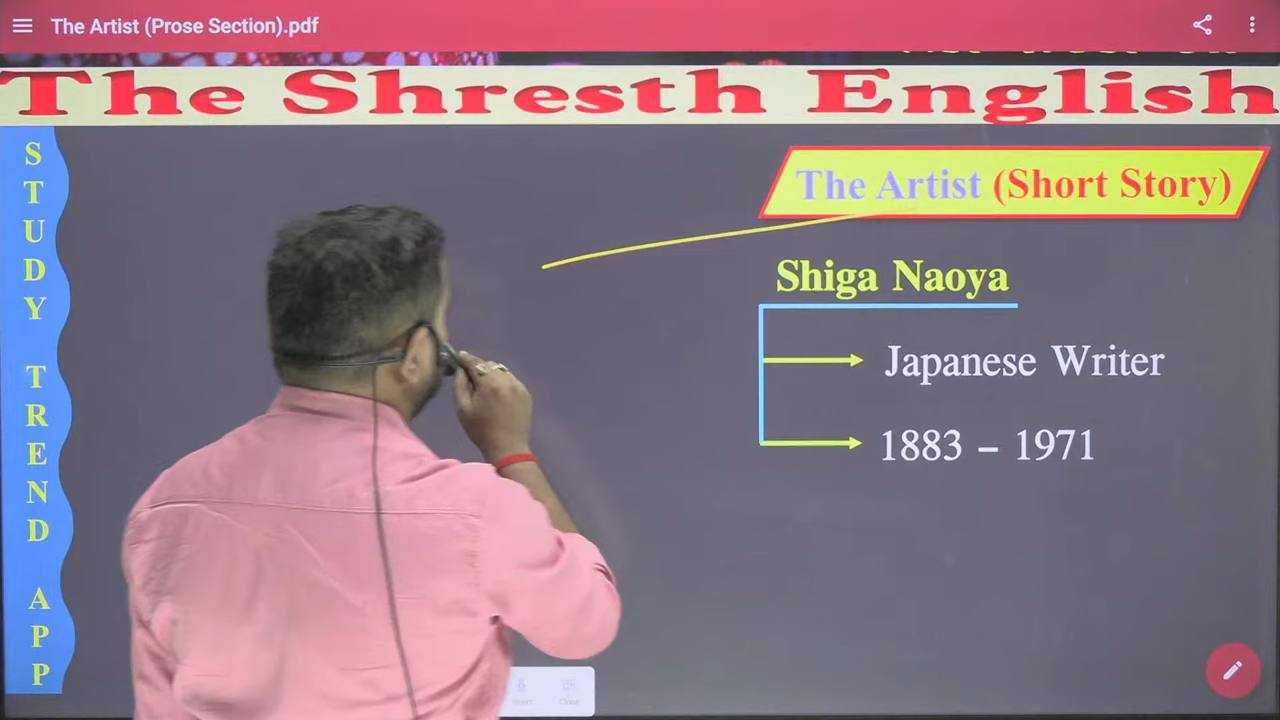 The Artist (Prose Section).pdf
The Shresth English
STUDY TREND APP
The Artist (Short Story)
Shiga Naoya
Japanese Writer
1883 – 1971
Close